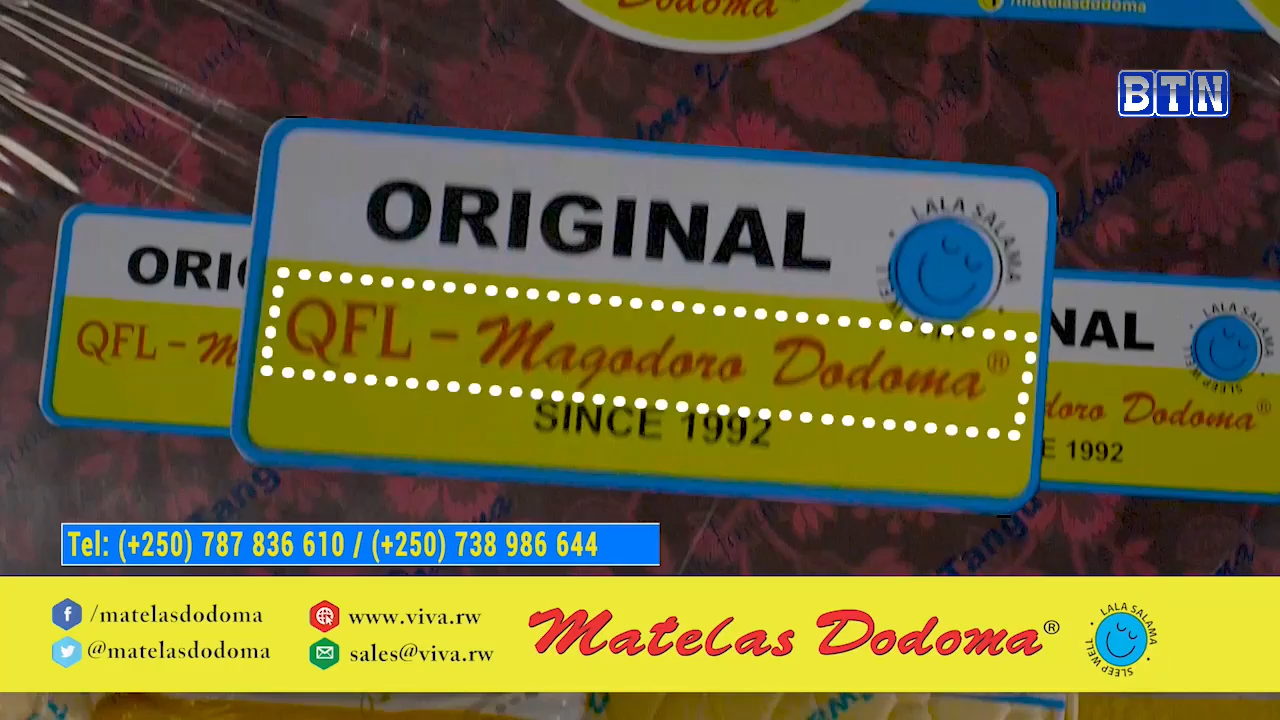 Dodoma
/matelasdodoma
BTN
ORIGINAL
LALA SALAMA
SLEEP WELL
QFL - Magodoro Dodoma®
SINCE 1992
QFL -
NAL
LALA SALAMA
SLEEP WELL
doro Dodoma®
E 1992
Tel: (+250) 787 836 610 / (+250) 738 986 644
/matelasdodoma
www.viva.rw
@matelasdodoma
sales@viva.rw
Matelas Dodoma®
LALA SALAMA
SLEEP WELL